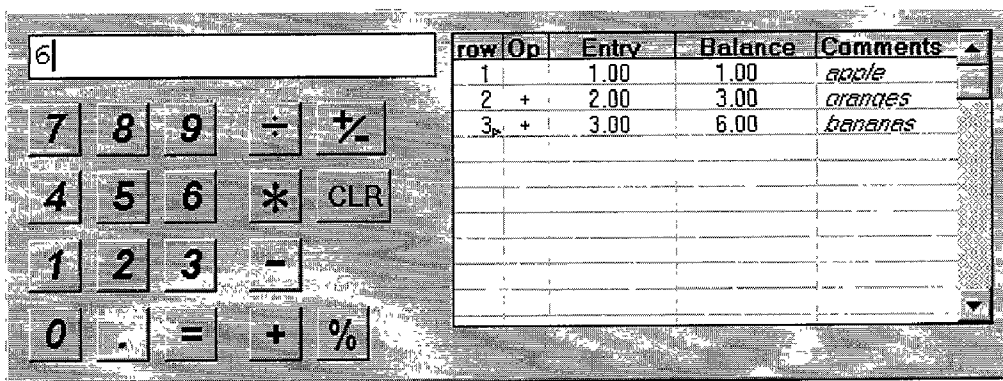 6
row Op Entry Balance Comments
1 1.00 1.00 apple
2 + 2.00 3.00 oranges
3 + 3.00 6.00 bananas
7 8 9 ÷ +/-
4 5 6 * CLR
1 2 3 -
0 . = + %